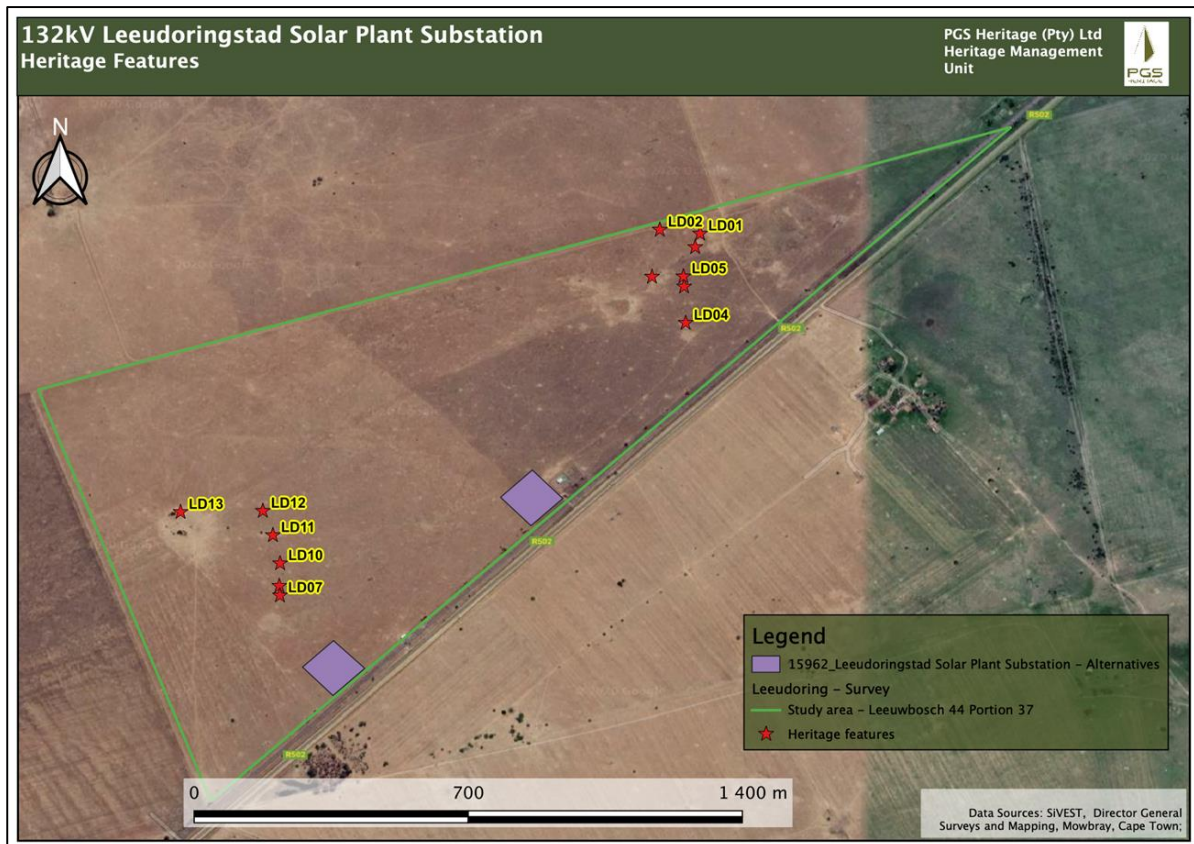 132kV Leeudoringstad Solar Plant Substation
Heritage Features
PGS Heritage (Pty) Ltd
Heritage Management
Unit
PGS
HERITAGE
N
R502
LD02
LD01
LD05
LD04
R502
LD13
LD12
LD11
LD10
LD07
R502
R502
Legend
15962_Leeudoringstad Solar Plant Substation - Alternatives
Leeudoring - Survey
Study area - Leeuwbosch 44 Portion 37
Heritage features
0 700 1 400 m
Data Sources: SiVEST, Director General
Surveys and Mapping, Mowbray, Cape Town;